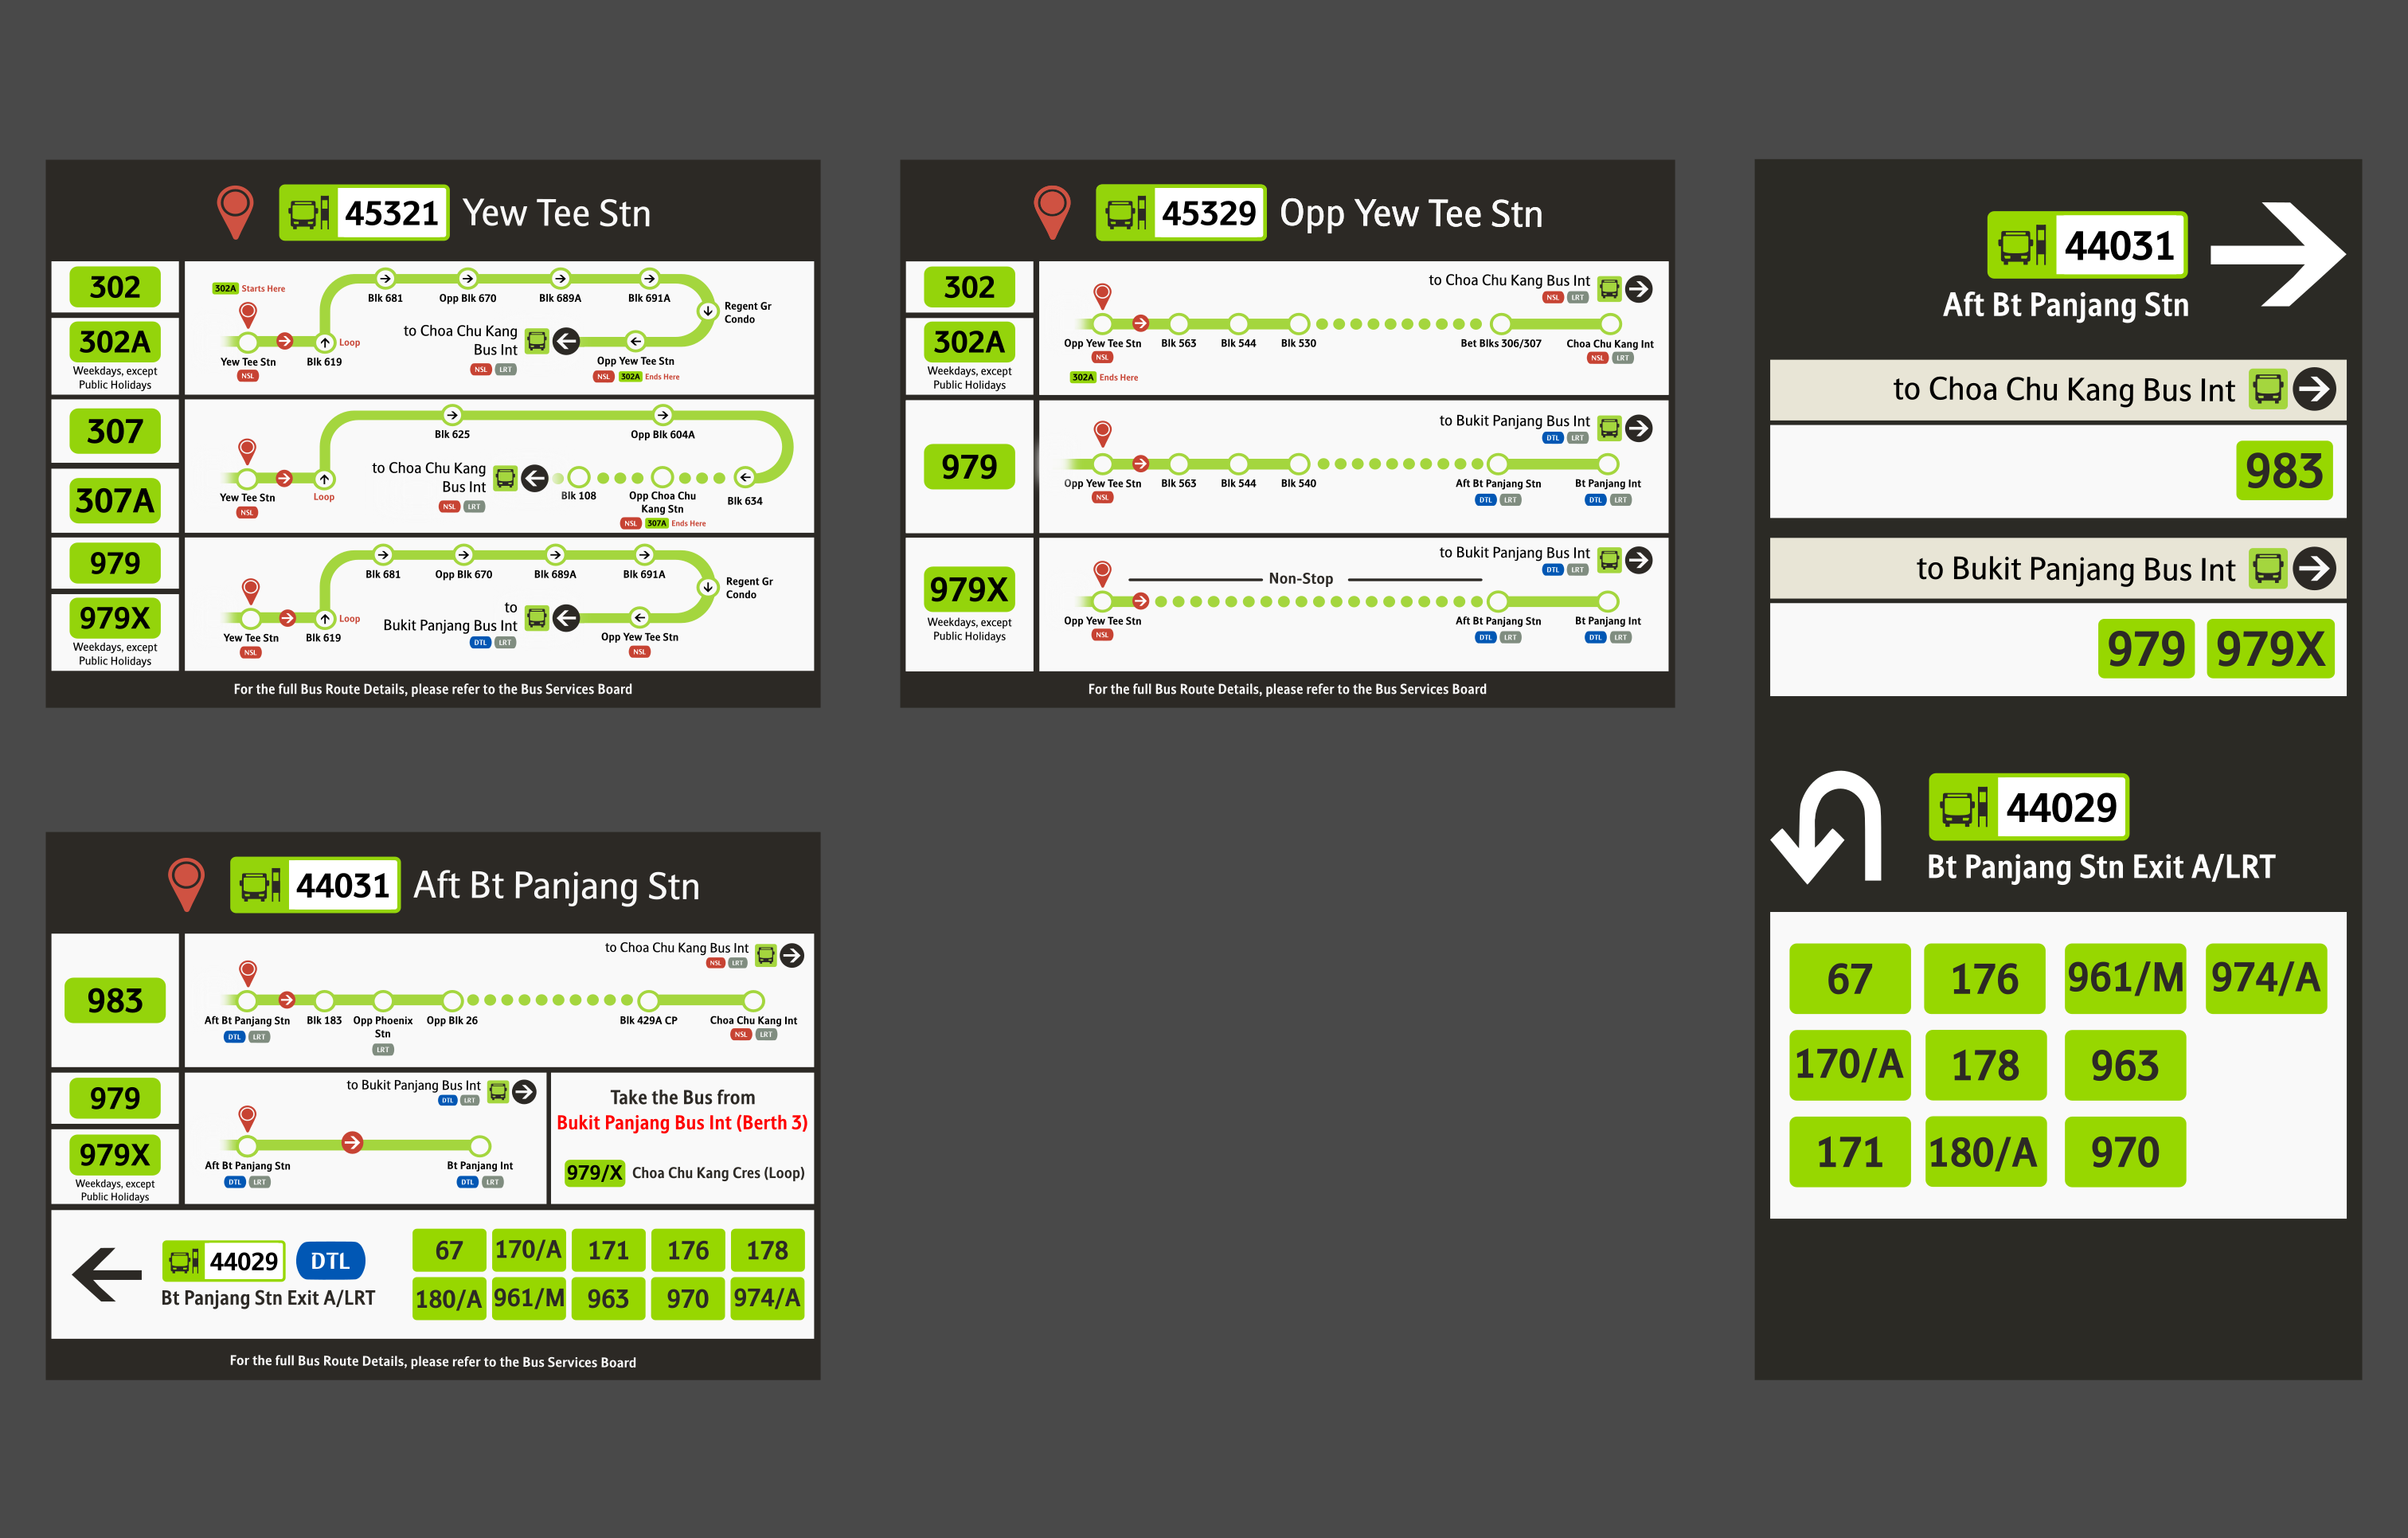 45321 Yew Tee Stn
302
302A
Weekdays, except
Public Holidays
302A Starts Here
Yew Tee Stn
NSL
Blk 619
Loop
Blk 681
Opp Blk 670
Blk 689A
Blk 691A
Regent Gr
Condo
Opp Yew Tee Stn
NSL 302A Ends Here
to Choa Chu Kang
Bus Int
NSL LRT
307
307A
Yew Tee Stn
NSL
Loop
Blk 625
Opp Blk 604A
Blk 634
Opp Choa Chu
Kang Stn
NSL 307A Ends Here
Blk 108
to Choa Chu Kang
Bus Int
NSL LRT
979
979X
Weekdays, except
Public Holidays
Yew Tee Stn
NSL
Blk 619
Loop
Blk 681
Opp Blk 670
Blk 689A
Blk 691A
Regent Gr
Condo
Opp Yew Tee Stn
NSL
to
Bukit Panjang Bus Int
DTL LRT
For the full Bus Route Details, please refer to the Bus Services Board
45329 Opp Yew Tee Stn
302
302A
Weekdays, except
Public Holidays
to Choa Chu Kang Bus Int
NSL LRT
Opp Yew Tee Stn
NSL
302A Ends Here
Blk 563
Blk 544
Blk 530
Bet Blks 306/307
Choa Chu Kang Int
NSL LRT
979
to Bukit Panjang Bus Int
DTL LRT
Opp Yew Tee Stn
NSL
Blk 563
Blk 544
Blk 540
Aft Bt Panjang Stn
DTL LRT
Bt Panjang Int
DTL LRT
979X
Weekdays, except
Public Holidays
to Bukit Panjang Bus Int
DTL LRT
Non-Stop
Opp Yew Tee Stn
NSL
Aft Bt Panjang Stn
DTL LRT
Bt Panjang Int
DTL LRT
For the full Bus Route Details, please refer to the Bus Services Board
44031
Aft Bt Panjang Stn
to Choa Chu Kang Bus Int
983
to Bukit Panjang Bus Int
979 979X
44029
Bt Panjang Stn Exit A/LRT
67 176 961/M 974/A
170/A 178 963
171 180/A 970
44031 Aft Bt Panjang Stn
983
to Choa Chu Kang Bus Int
NSL LRT
Aft Bt Panjang Stn
DTL LRT
Blk 183
Opp Phoenix
Stn
LRT
Opp Blk 26
Blk 429A CP
Choa Chu Kang Int
NSL LRT
979
979X
Weekdays, except
Public Holidays
to Bukit Panjang Bus Int
DTL LRT
Aft Bt Panjang Stn
DTL LRT
Bt Panjang Int
DTL LRT
Take the Bus from
Bukit Panjang Bus Int (Berth 3)
979/X Choa Chu Kang Cres (Loop)
44029 DTL
Bt Panjang Stn Exit A/LRT
67 170/A 171 176 178
180/A 961/M 963 970 974/A
For the full Bus Route Details, please refer to the Bus Services Board